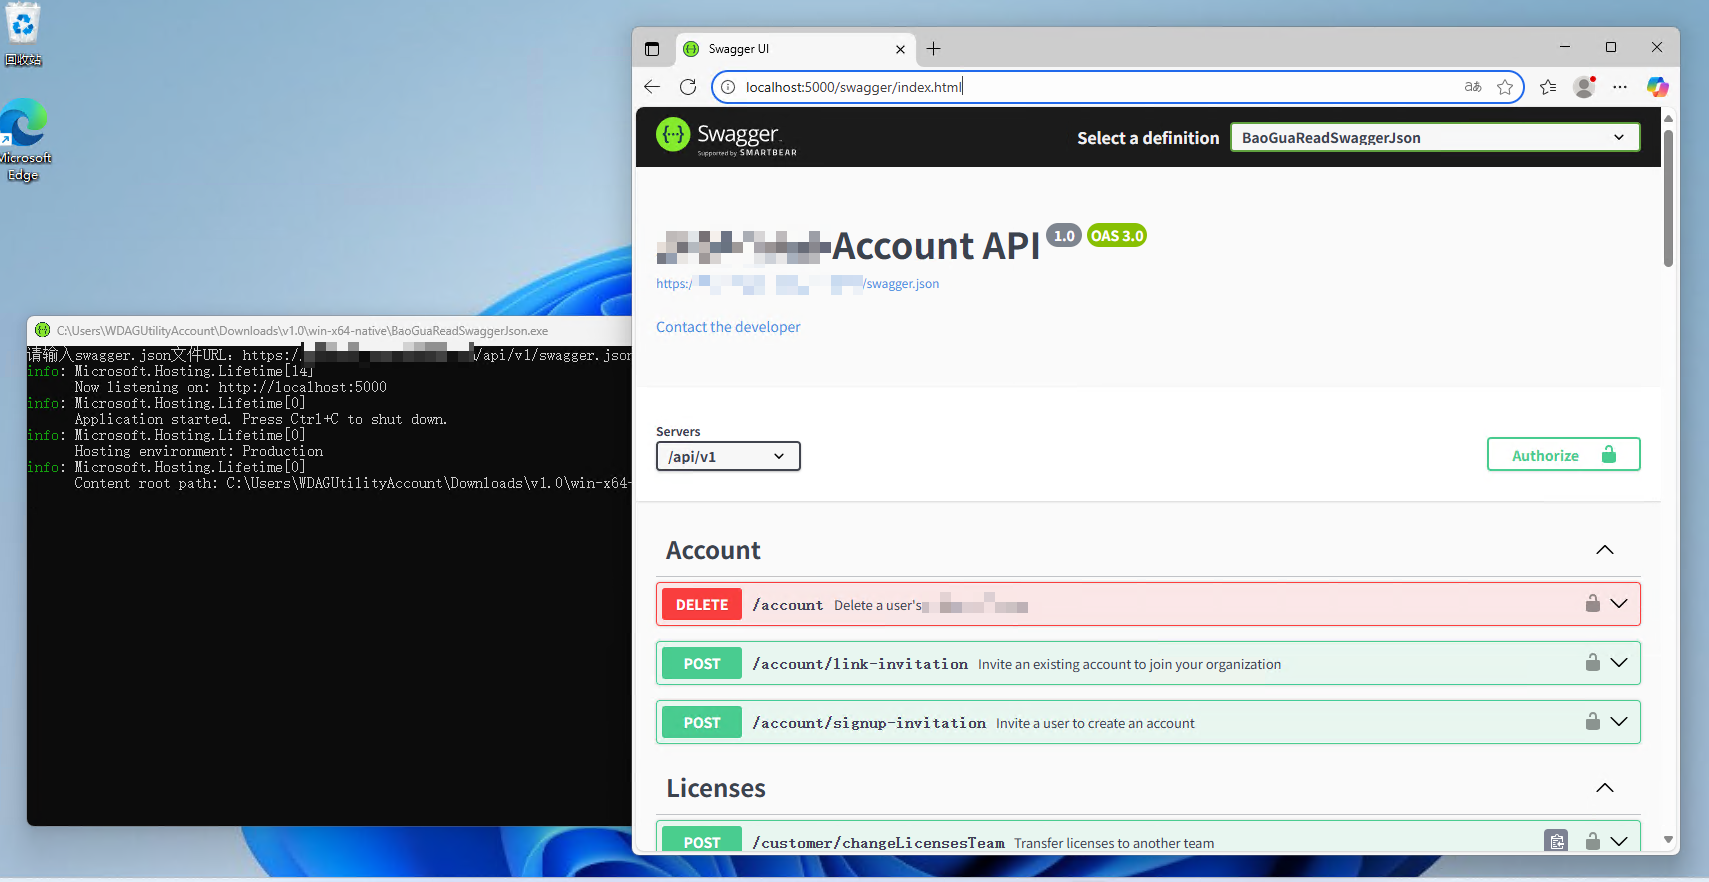 回收站
Microsoft
Edge
C:\Users\WDAGUtilityAccount\Downloads\v1.0\win-x64-native\BaoGuaReadSwaggerJson.exe
请输入swagger.json文件URL: https:/ /api/v1/swagger.json
info: Microsoft.Hosting.Lifetime[14]
Now listening on: http://localhost:5000
info: Microsoft.Hosting.Lifetime[0]
Application started. Press Ctrl+C to shut down.
info: Microsoft.Hosting.Lifetime[0]
Hosting environment: Production
info: Microsoft.Hosting.Lifetime[0]
Content root path: C:\Users\WDAGUtilityAccount\Downloads\v1.0\win-x64-
Swagger UI
localhost:5000/swagger/index.html
aあ
Swagger
Supported by SMARTBEAR
Select a definition
BaoGuaReadSwaggerJson
Account API 1.0 OAS 3.0
https:/ /swagger.json
Contact the developer
Servers
/api/v1
Authorize
Account
DELETE /account Delete a user's
POST /account/link-invitation Invite an existing account to join your organization
POST /account/signup-invitation Invite a user to create an account
Licenses
POST /customer/changeLicensesTeam Transfer licenses to another team